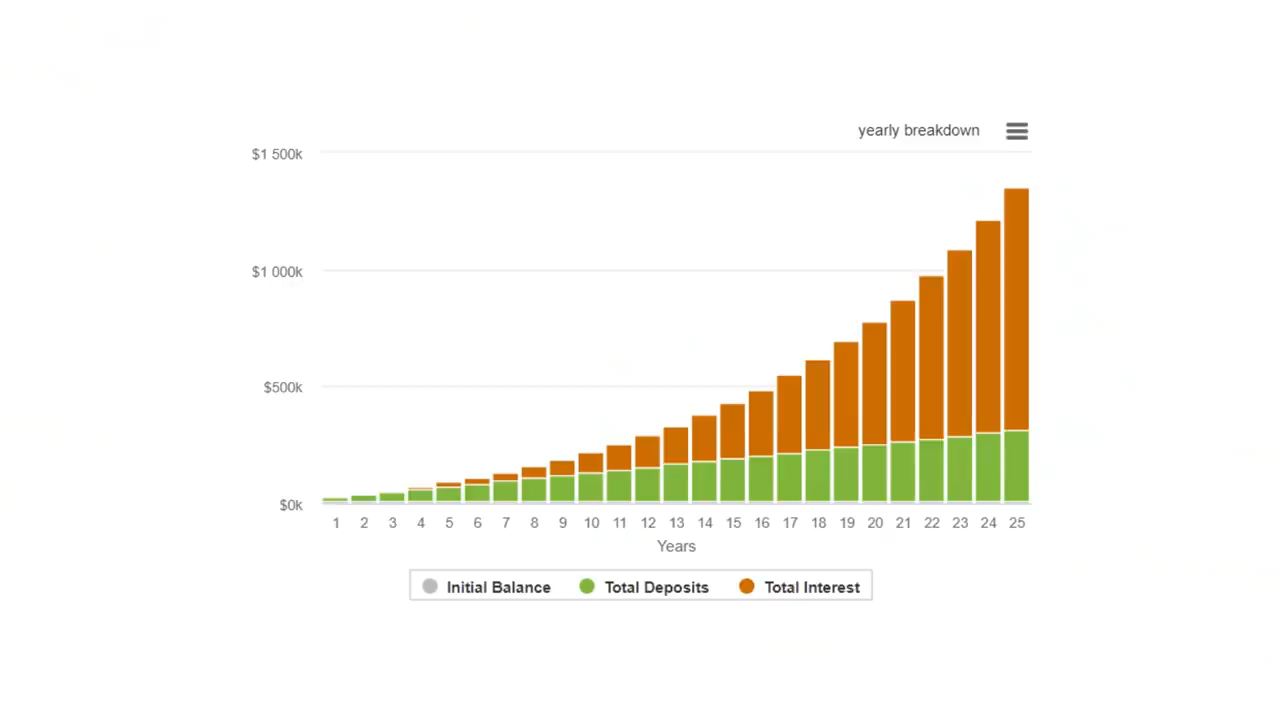 yearly breakdown
$1 500k
$1 000k
$500k
$0k
1 2 3 4 5 6 7 8 9 10 11 12 13 14 15 16 17 18 19 20 21 22 23 24 25
Years
Initial Balance Total Deposits Total Interest